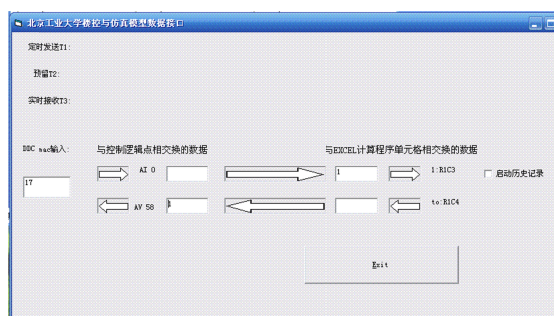 北京工业大学楼控与仿真模型数据接口
定时发送T1:
预留T2:
实时接收T3:
DDC mac输入:
与控制逻辑点相交换的数据
与EXCEL计算程序单元格相交换的数据
17
AI 0
1
1:R1C3
启动历史记录
AV 58
to:R1C4
Exit